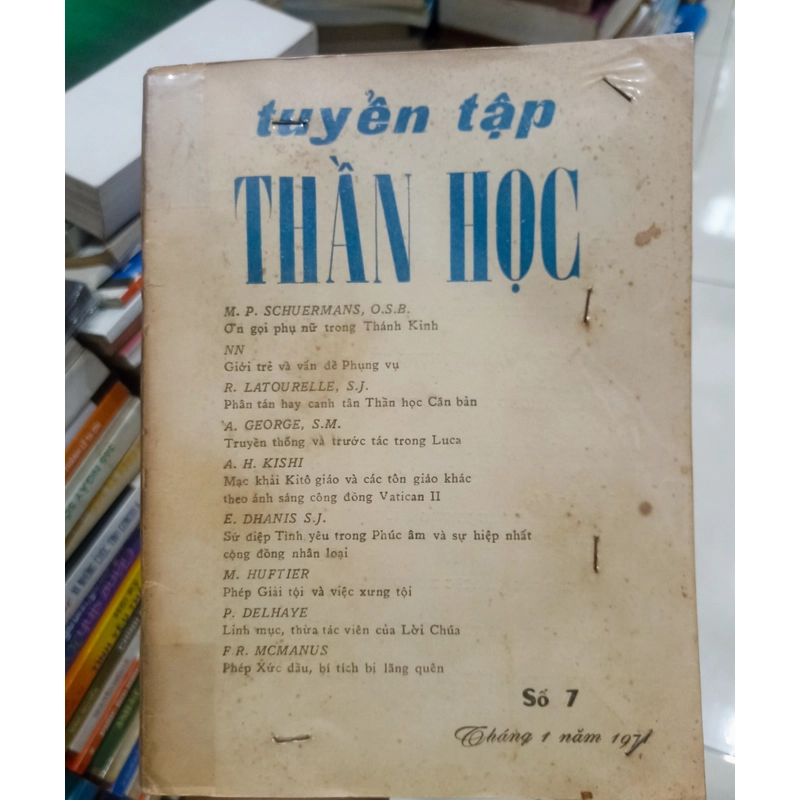 tuyển tập
THẦN HỌC
M. P. SCHUERMANS, O.S.B.
Ơn gọi phụ nữ trong Thánh Kinh
NN
Giới trẻ và vấn đề Phụng vụ
R. LATOURELLE, S.J.
Phân tán hay canh tân Thần học Căn bản
A. GEORGE, S.M.
Truyền thống và trước tác trong Luca
A. H. KISHI
Mạc khải Kitô giáo và các tôn giáo khác
theo ánh sáng công đồng Vatican II
E. DHANIS S.J.
Sứ điệp Tình yêu trong Phúc âm và sự hiệp nhất
cộng đồng nhân loại
M. HUFTIER
Phép Giải tội và việc xưng tội
P. DELHAYE
Linh mục, thừa tác viên của Lời Chúa
F.R. MCMANUS
Phép Xức dầu, bí tích bị lãng quên
Số 7
Tháng 1 năm 1971